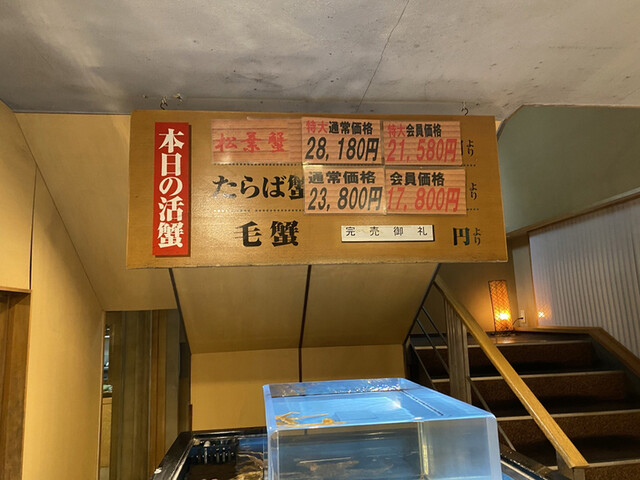 本日の活蟹
松葉蟹 特大通常価格 28,180円 特大会員価格 21,580円 より
たらば蟹 通常価格 23,800円 会員価格 17,800円 より
毛蟹 完売御礼 円より